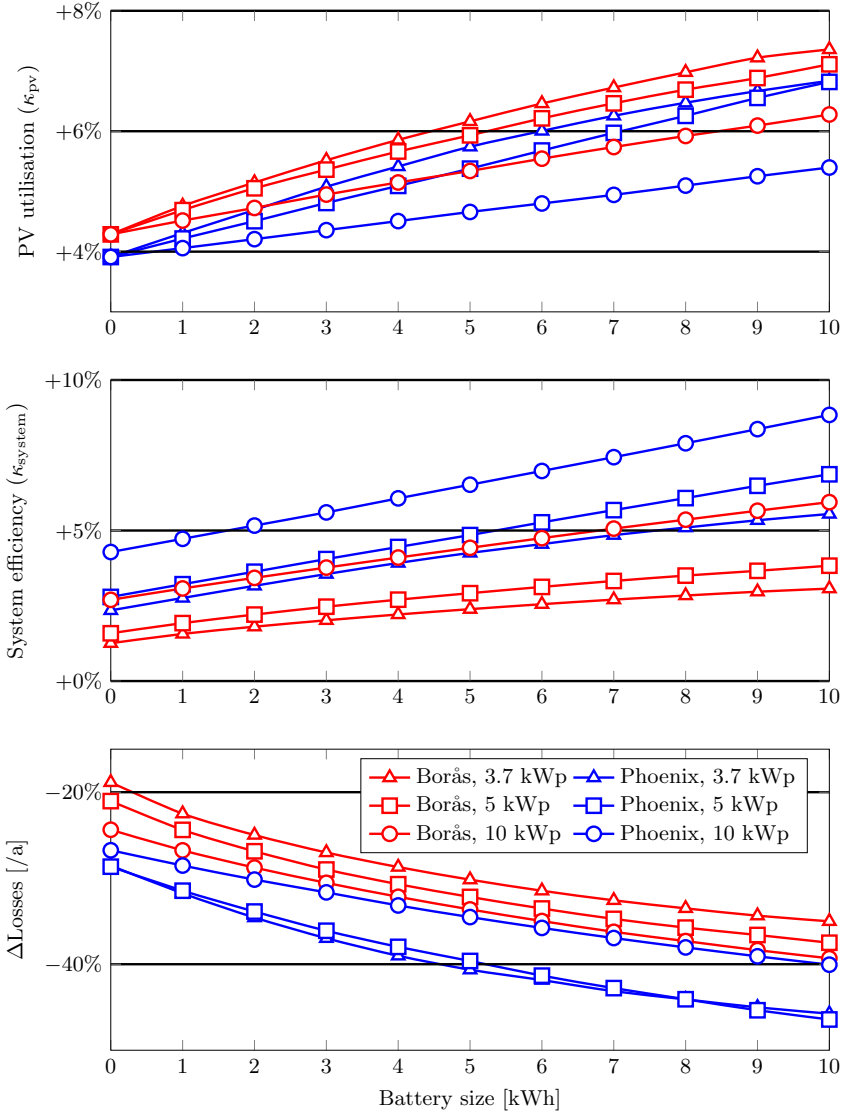 +8%
+6%
+4%
PV utilisation (κpv)
0 1 2 3 4 5 6 7 8 9 10
+10%
+5%
+0%
System efficiency (κsystem)
0 1 2 3 4 5 6 7 8 9 10
−20%
−40%
ΔLosses [/a]
Borås, 3.7 kWp Phoenix, 3.7 kWp
Borås, 5 kWp Phoenix, 5 kWp
Borås, 10 kWp Phoenix, 10 kWp
0 1 2 3 4 5 6 7 8 9 10
Battery size [kWh]